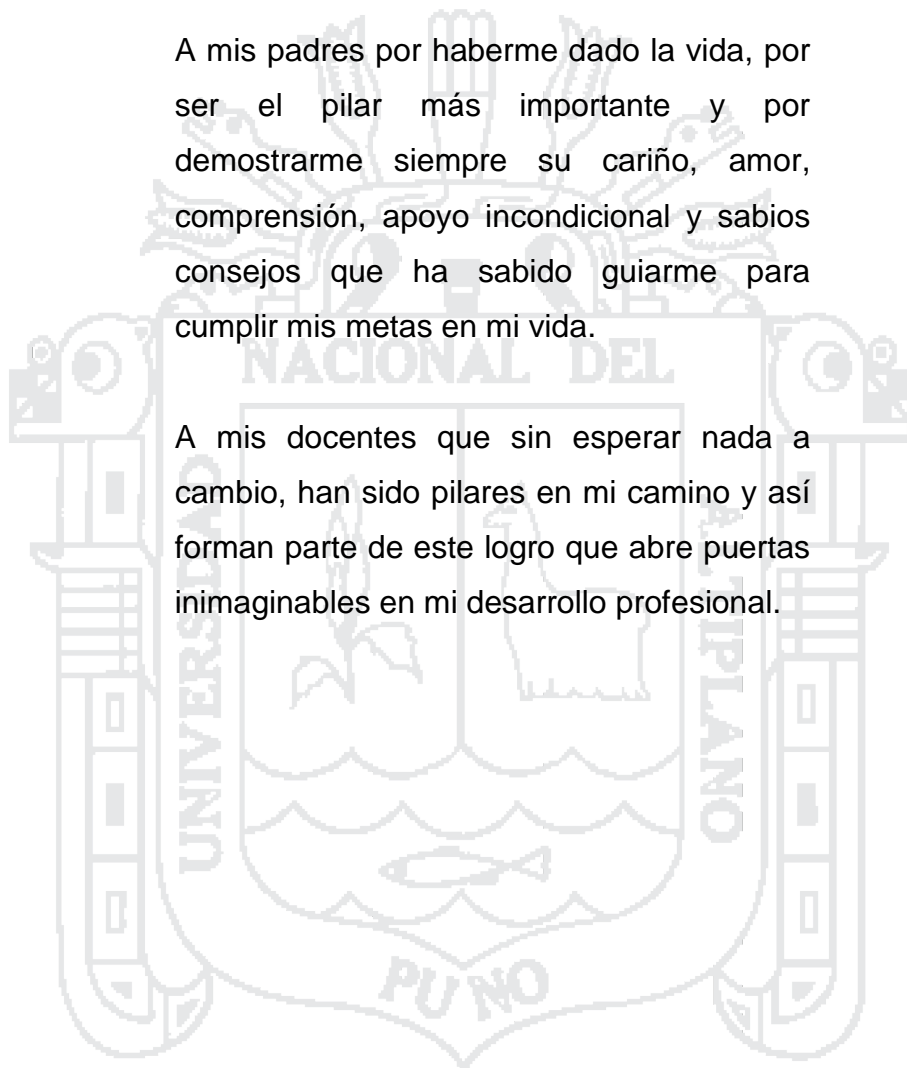 A mis padres por haberme dado la vida, por
ser el pilar más importante y por
demostrarme siempre su cariño, amor,
comprensión, apoyo incondicional y sabios
consejos que ha sabido guiarme para
cumplir mis metas en mi vida.
NACIONAL DEL
A mis docentes que sin esperar nada a
cambio, han sido pilares en mi camino y así
forman parte de este logro que abre puertas
inimaginables en mi desarrollo profesional.
UNIVERSIDAD
ALTIPLANO
PUNO